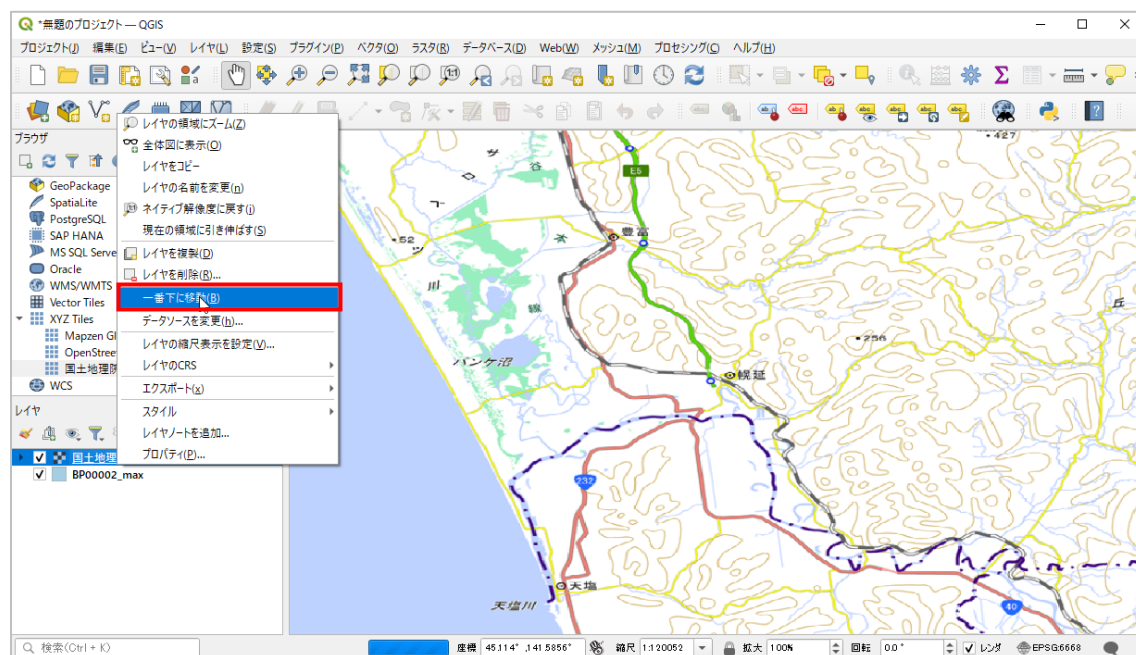 *無題のプロジェクト — QGIS
プロジェクト(J) 編集(E) ビュー(V) レイヤ(L) 設定(S) プラグイン(P) ベクタ(O) ラスタ(R) データベース(D) Web(W) メッシュ(M) プロセシング(C) ヘルプ(H)
ブラウザ
GeoPackage
SpatiaLite
PostgreSQL
SAP HANA
MS SQL Serve
Oracle
WMS/WMTS
Vector Tiles
XYZ Tiles
Mapzen Gl
OpenStree
国土地理院
WCS
レイヤ
国土地理
BP00002_max
レイヤの領域にズーム(Z)
全体図に表示(O)
レイヤをコピー
レイヤの名前を変更(n)
ネイティブ解像度に戻す(i)
現在の領域に引き伸ばす(S)
レイヤを複製(D)
レイヤを削除(R)...
一番下に移動(B)
データソースを変更(h)...
レイヤの縮尺表示を設定(V)...
レイヤのCRS
エクスポート(x)
スタイル
レイヤノートを追加...
プロパティ(P)...
427
E5
サ
谷
豊富
52
ツ
川
線
丘
256
パンケ沼
幌延
232
天塩
天塩川
40
検索(Ctrl + K)
座標 45.114° ,141.5856° 縮尺 1:120052 拡大 100% 回転 0.0° レンダ EPSG:6668